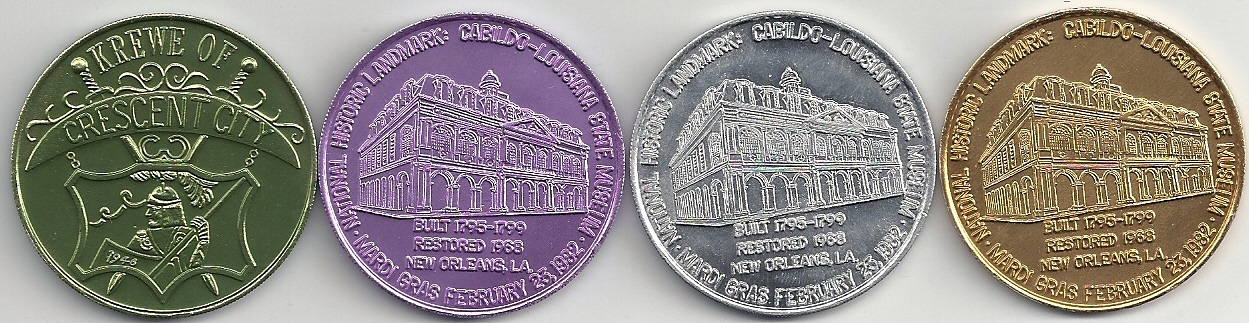 KREWE OF
CRESCENT CITY
1946
NATIONAL HISTORIC LANDMARK: CABILDO-LOUISIANA STATE MUSEUM
BUILT 1795-1799
RESTORED 1968
NEW ORLEANS, LA.
• MARDI GRAS FEBRUARY 23, 1982 •
NATIONAL HISTORIC LANDMARK: CABILDO-LOUISIANA STATE MUSEUM
BUILT 1795-1799
RESTORED 1968
NEW ORLEANS, LA.
• MARDI GRAS FEBRUARY 23, 1982 •
NATIONAL HISTORIC LANDMARK: CABILDO-LOUISIANA STATE MUSEUM
BUILT 1795-1799
RESTORED 1968
NEW ORLEANS, LA.
• MARDI GRAS FEBRUARY 23, 1982 •